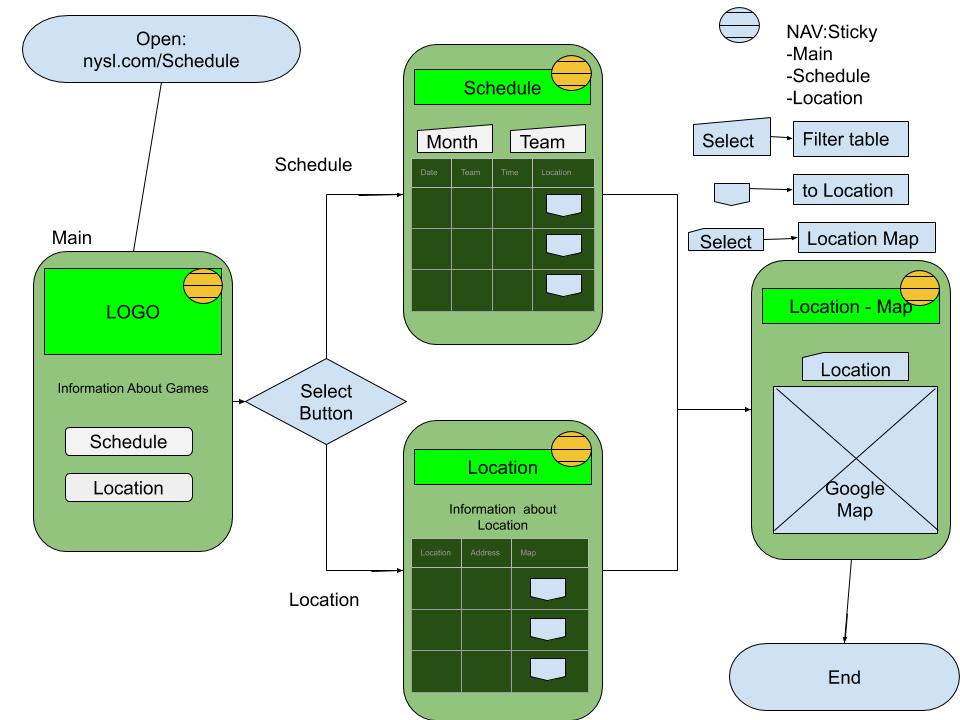 Open:
nysl.com/Schedule
NAV:Sticky
-Main
-Schedule
-Location
Select
Filter table
to Location
Select
Location Map
Main
LOGO
Information About Games
Schedule
Location
Select
Button
Schedule
Location
Schedule
Month
Team
Date
Team
Time
Location
Location
Information about
Location
Location
Address
Map
Location - Map
Location
Google
Map
End